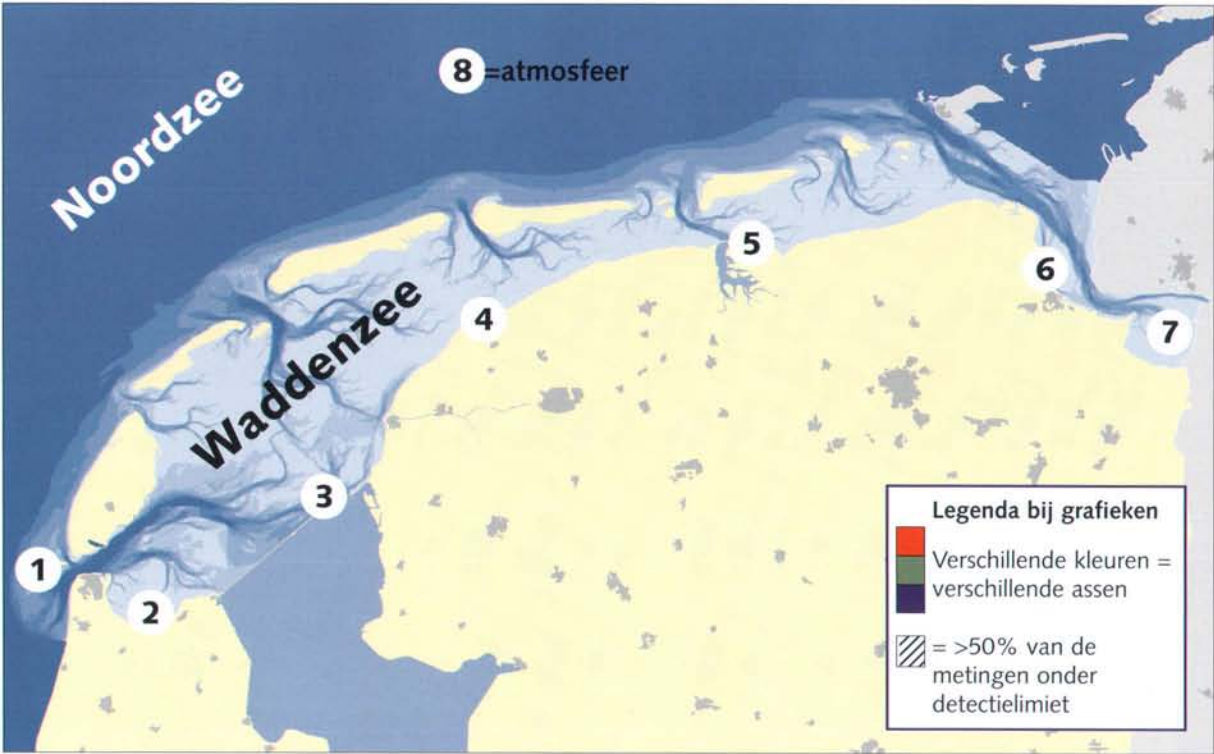 8 =atmosfeer
Noordzee
5
6
4
7
Waddenzee
3
1
2
Legenda bij grafieken
Verschillende kleuren =
verschillende assen
= >50% van de
metingen onder
detectielimiet